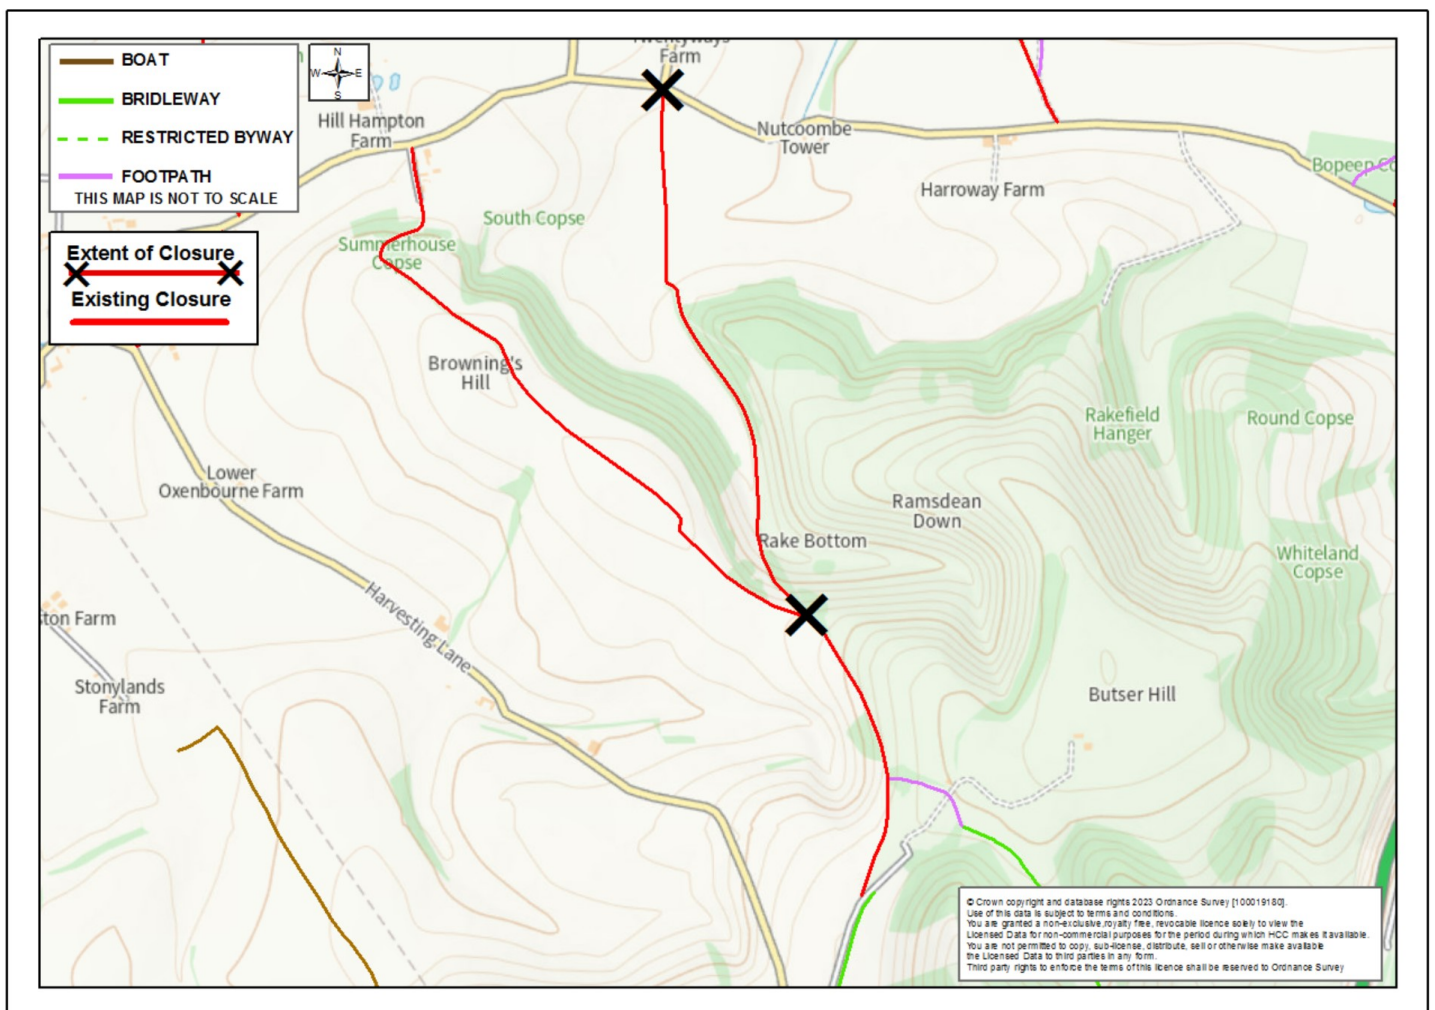 BOAT
BRIDLEWAY
RESTRICTED BYWAY
FOOTPATH
THIS MAP IS NOT TO SCALE
N
W E
S
Extent of Closure
Existing Closure
Twentyways
Farm
Hill Hampton
Farm
Nutcoombe
Tower
Bopeep Co
Harroway Farm
South Copse
Summerhouse
Copse
Browning's
Hill
Rakefield
Hanger
Round Copse
Lower
Oxenbourne Farm
Ramsdean
Down
Rake Bottom
Whiteland
Copse
Harvesting Lane
ton Farm
Stonylands
Farm
Butser Hill
© Crown copyright and database rights 2023 Ordnance Survey [100019180].
Use of this data is subject to terms and conditions.
You are granted a non-exclusive,royalty free, revocable licence solely to view the
Licensed Data for non-commercial purposes for the period during which HCC makes it available.
You are not permitted to copy, sub-license, distribute, sell or otherwise make available
the Licensed Data to third parties in any form.
Third party rights to enforce the terms of this licence shall be reserved to Ordnance Survey